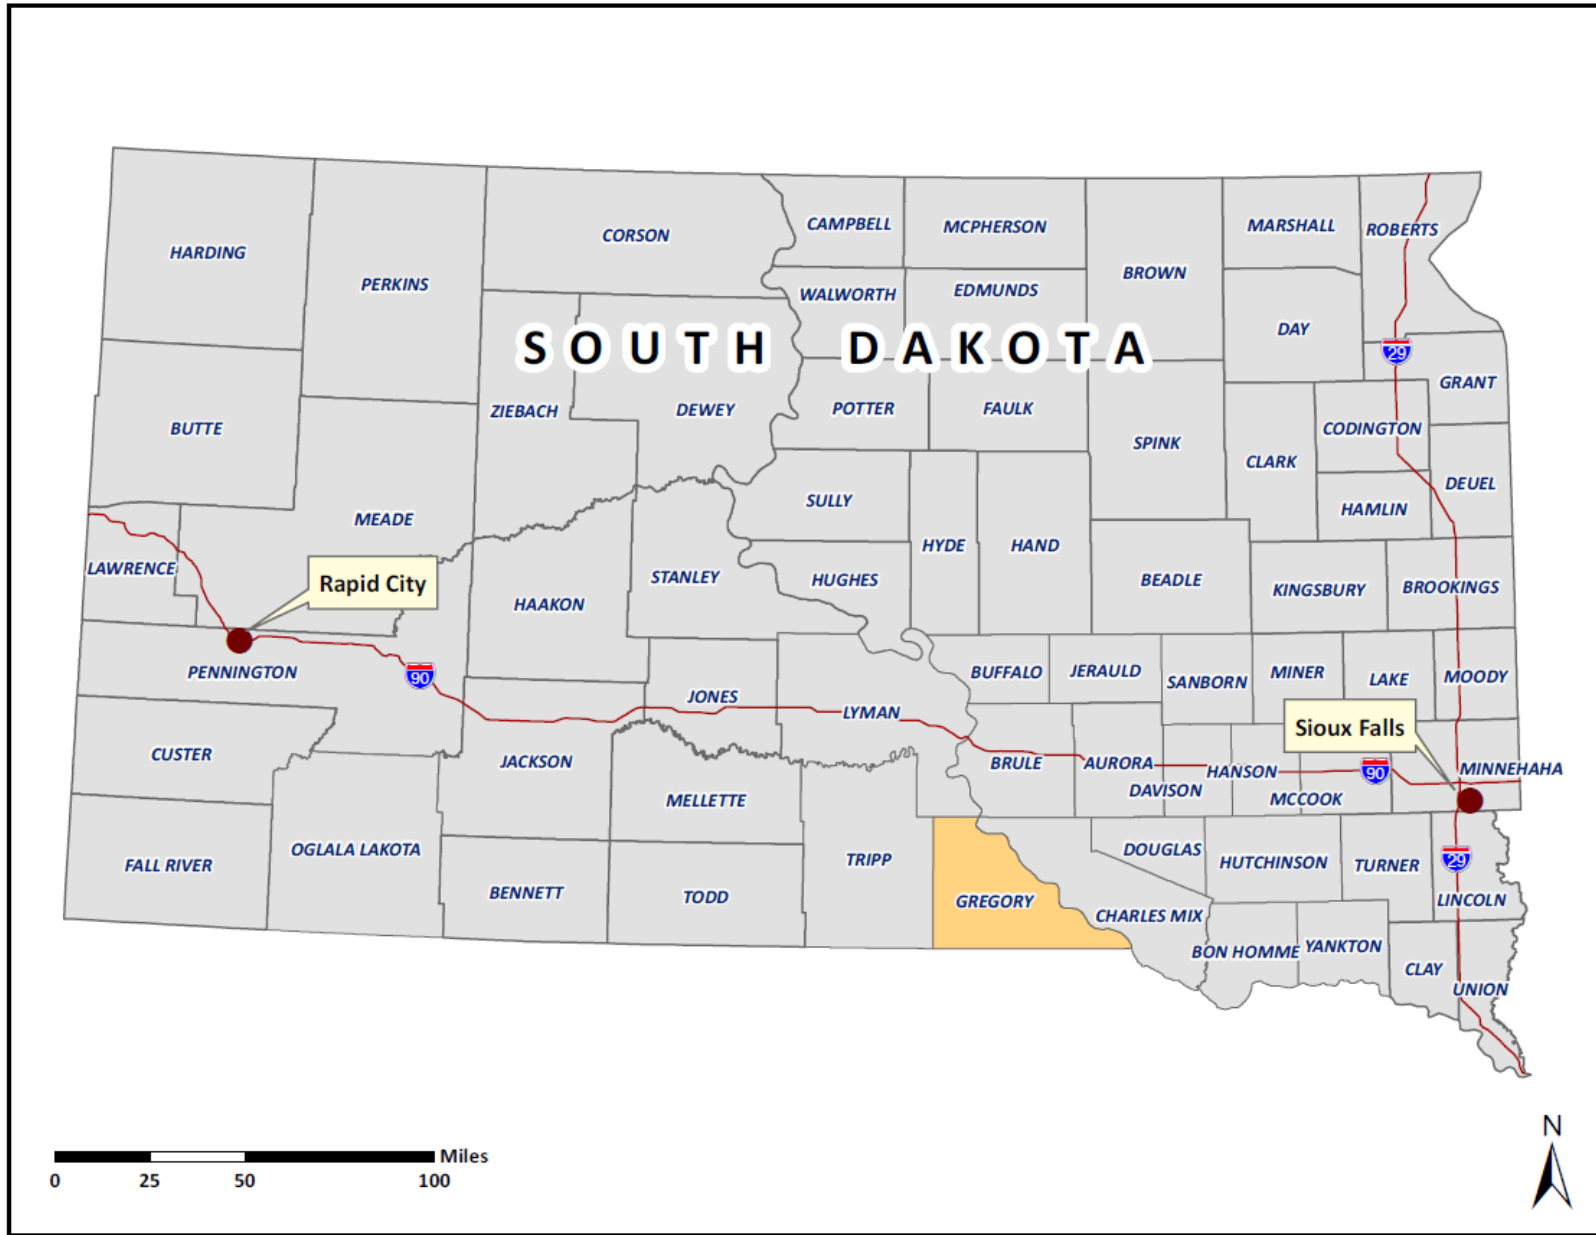 HARDING
PERKINS
CORSON
CAMPBELL
MCPHERSON
BROWN
MARSHALL
ROBERTS
WALWORTH
EDMUNDS
DAY
SOUTH DAKOTA
29
GRANT
BUTTE
ZIEBACH
DEWEY
POTTER
FAULK
SPINK
CLARK
CODINGTON
DEUEL
MEADE
SULLY
HYDE
HAND
HAMLIN
LAWRENCE
Rapid City
HAAKON
STANLEY
HUGHES
BEADLE
KINGSBURY
BROOKINGS
PENNINGTON
90
JONES
LYMAN
BUFFALO
JERAULD
SANBORN
MINER
LAKE
MOODY
Sioux Falls
CUSTER
JACKSON
MELLETTE
BRULE
AURORA
DAVISON
HANSON
MCCOOK
90
MINNEHAHA
FALL RIVER
OGLALA LAKOTA
BENNETT
TODD
TRIPP
GREGORY
CHARLES MIX
DOUGLAS
HUTCHINSON
TURNER
29
LINCOLN
BON HOMME
YANKTON
CLAY
UNION
N
Miles
0 25 50 100